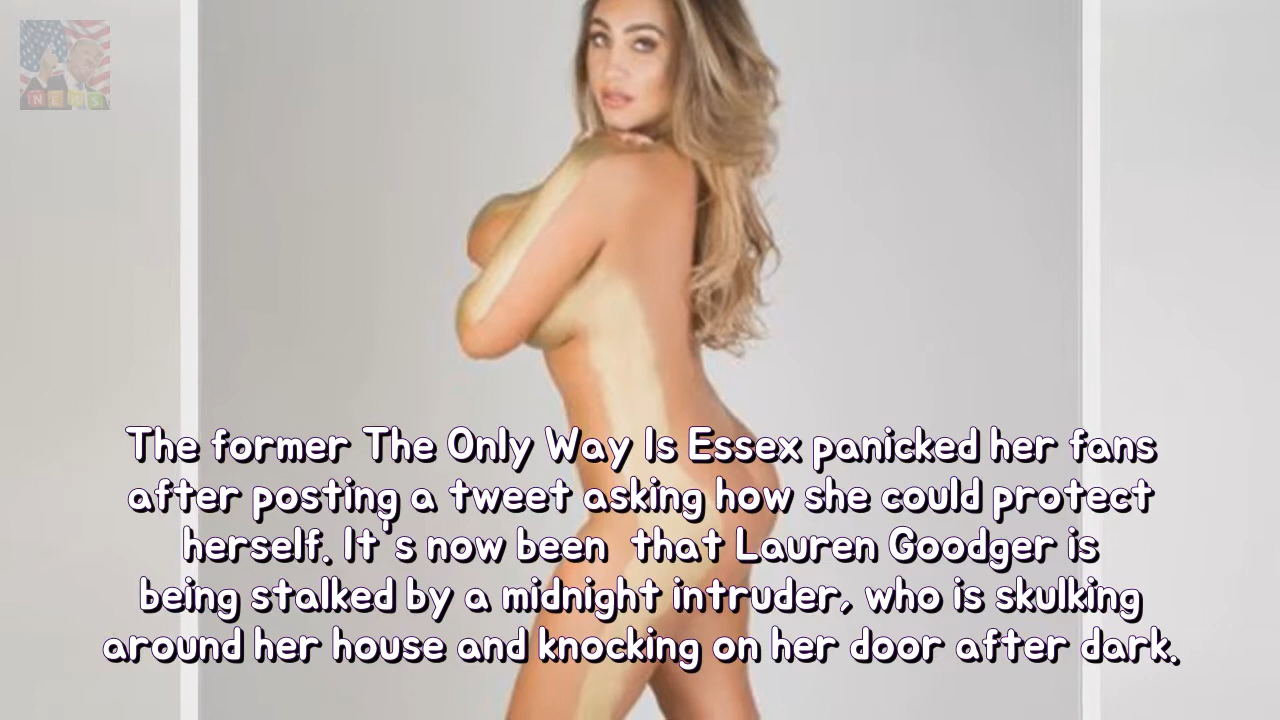 NEWS
The former The Only Way Is Essex panicked her fans
after posting a tweet asking how she could protect
herself. It's now been  that Lauren Goodger is
being stalked by a midnight intruder, who is skulking
around her house and knocking on her door after dark.